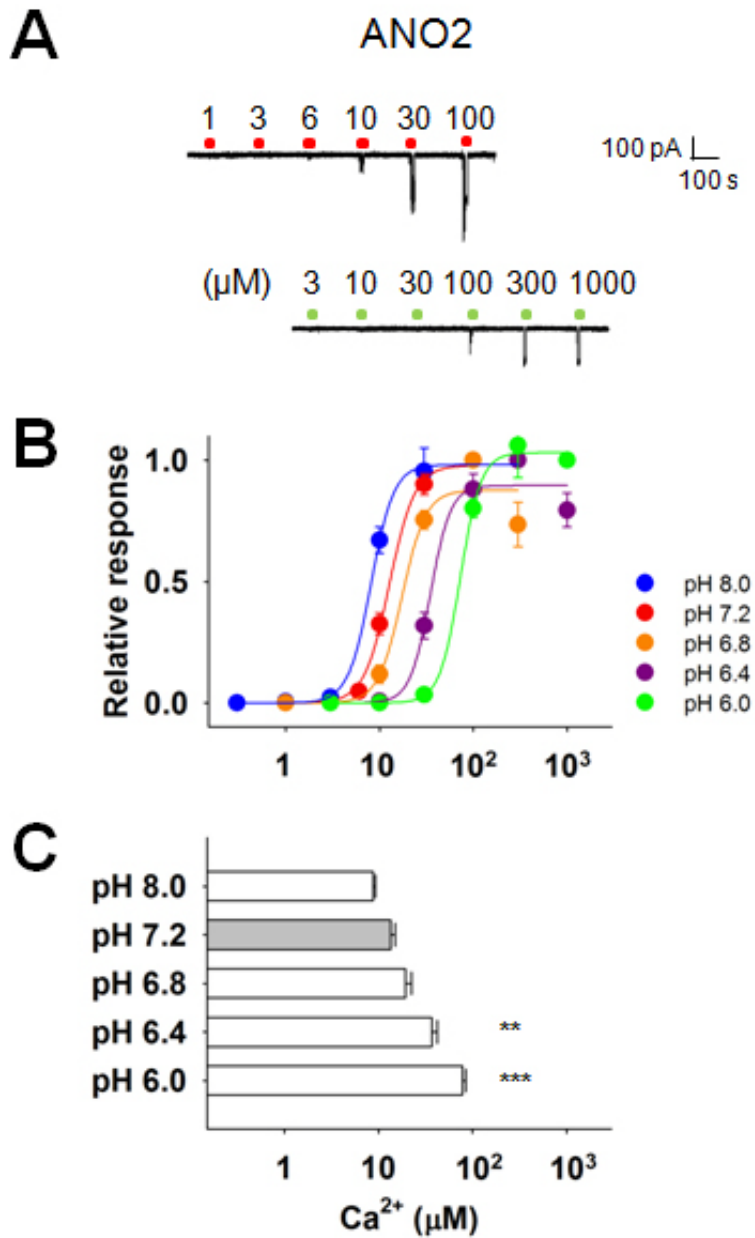 A
ANO2
1 3 6 10 30 100
100 pA
100 s
(μM) 3 10 30 100 300 1000
B
Relative response
1.0
0.5
0.0
1 10 10² 10³
pH 8.0
pH 7.2
pH 6.8
pH 6.4
pH 6.0
C
pH 8.0
pH 7.2
pH 6.8
pH 6.4 **
pH 6.0 ***
1 10 10² 10³
Ca²⁺ (μM)